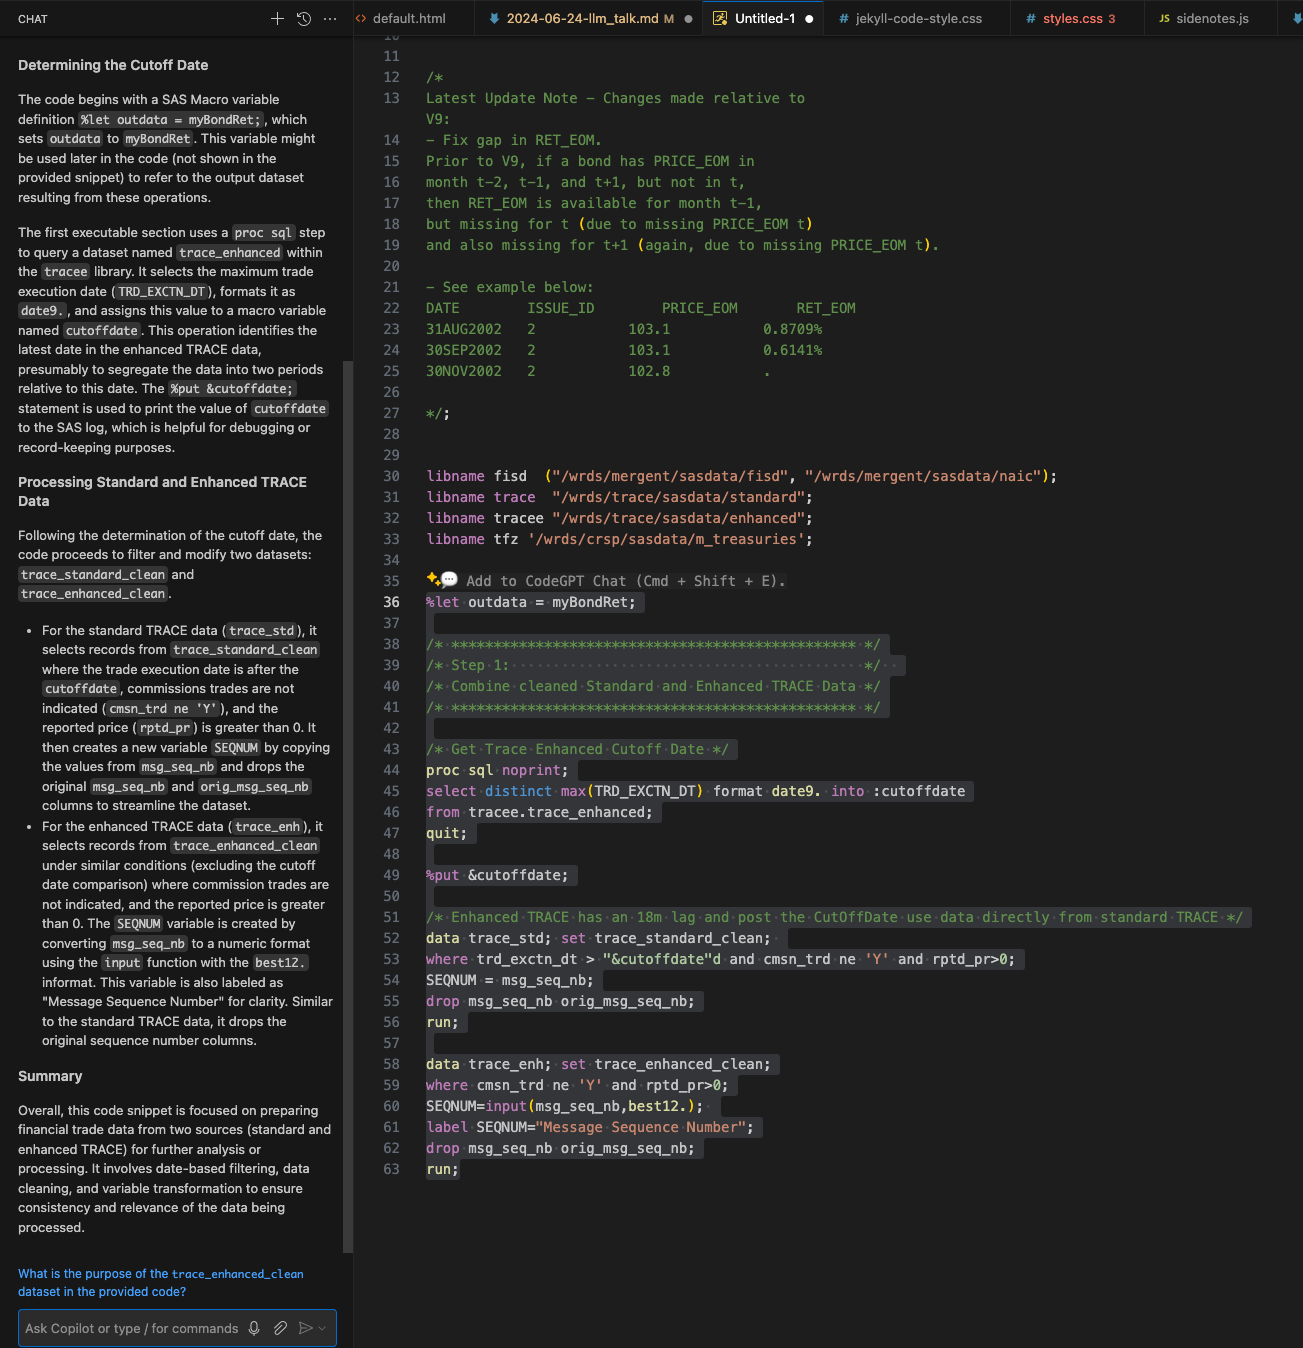 CHAT
default.html
2024-06-24-llm_talk.md M
Untitled-1
jekyll-code-style.css
styles.css 3
JS sidenotes.js
Determining the Cutoff Date
The code begins with a SAS Macro variable
definition %let outdata = myBondRet; , which
sets outdata to myBondRet . This variable might
be used later in the code (not shown in the
provided snippet) to refer to the output dataset
resulting from these operations.
The first executable section uses a proc sql step
to query a dataset named trace_enhanced within
the tracee library. It selects the maximum trade
execution date ( TRD_EXCTN_DT ), formats it as
date9. , and assigns this value to a macro variable
named cutoffdate . This operation identifies the
latest date in the enhanced TRACE data,
presumably to segregate the data into two periods
relative to this date. The %put &cutoffdate;
statement is used to print the value of cutoffdate
to the SAS log, which is helpful for debugging or
record-keeping purposes.
Processing Standard and Enhanced TRACE
Data
Following the determination of the cutoff date, the
code proceeds to filter and modify two datasets:
trace_standard_clean and
trace_enhanced_clean .
• For the standard TRACE data ( trace_std ), it
selects records from trace_standard_clean
where the trade execution date is after the
cutoffdate , commissions trades are not
indicated ( cmsn_trd ne 'Y' ), and the
reported price ( rptd_pr ) is greater than 0. It
then creates a new variable SEQNUM by copying
the values from msg_seq_nb and drops the
original msg_seq_nb and orig_msg_seq_nb
columns to streamline the dataset.
• For the enhanced TRACE data ( trace_enh ), it
selects records from trace_enhanced_clean
under similar conditions (excluding the cutoff
date comparison) where commission trades are
not indicated, and the reported price is greater
than 0. The SEQNUM variable is created by
converting msg_seq_nb to a numeric format
using the input function with the best12.
informat. This variable is also labeled as
"Message Sequence Number" for clarity. Similar
to the standard TRACE data, it drops the
original sequence number columns.
Summary
Overall, this code snippet is focused on preparing
financial trade data from two sources (standard and
enhanced TRACE) for further analysis or
processing. It involves date-based filtering, data
cleaning, and variable transformation to ensure
consistency and relevance of the data being
processed.
What is the purpose of the trace_enhanced_clean
dataset in the provided code?
Ask Copilot or type / for commands
10
11
12 /*
13 Latest Update Note – Changes made relative to
V9:
14 – Fix gap in RET_EOM.
15 Prior to V9, if a bond has PRICE_EOM in
16 month t-2, t-1, and t+1, but not in t,
17 then RET_EOM is available for month t-1,
18 but missing for t (due to missing PRICE_EOM t)
19 and also missing for t+1 (again, due to missing PRICE_EOM t).
20
21 – See example below:
22 DATE ISSUE_ID PRICE_EOM RET_EOM
23 31AUG2002 2 103.1 0.8709%
24 30SEP2002 2 103.1 0.6141%
25 30NOV2002 2 102.8 .
26
27 */;
28
29
30 libname fisd ("/wrds/mergent/sasdata/fisd", "/wrds/mergent/sasdata/naic");
31 libname trace "/wrds/trace/sasdata/standard";
32 libname tracee "/wrds/trace/sasdata/enhanced";
33 libname tfz '/wrds/crsp/sasdata/m_treasuries';
34
35 Add to CodeGPT Chat (Cmd + Shift + E).
36 %let outdata = myBondRet;
37
38 /* ************************************************ */
39 /* Step 1: */
40 /* Combine cleaned Standard and Enhanced TRACE Data */
41 /* ************************************************ */
42
43 /* Get Trace Enhanced Cutoff Date */
44 proc sql noprint;
45 select distinct max(TRD_EXCTN_DT) format date9. into :cutoffdate
46 from tracee.trace_enhanced;
47 quit;
48
49 %put &cutoffdate;
50
51 /* Enhanced TRACE has an 18m lag and post the CutOffDate use data directly from standard TRACE */
52 data trace_std; set trace_standard_clean;
53 where trd_exctn_dt > "&cutoffdate"d and cmsn_trd ne 'Y' and rptd_pr>0;
54 SEQNUM = msg_seq_nb;
55 drop msg_seq_nb orig_msg_seq_nb;
56 run;
57
58 data trace_enh; set trace_enhanced_clean;
59 where cmsn_trd ne 'Y' and rptd_pr>0;
60 SEQNUM=input(msg_seq_nb,best12.);
61 label SEQNUM="Message Sequence Number";
62 drop msg_seq_nb orig_msg_seq_nb;
63 run;